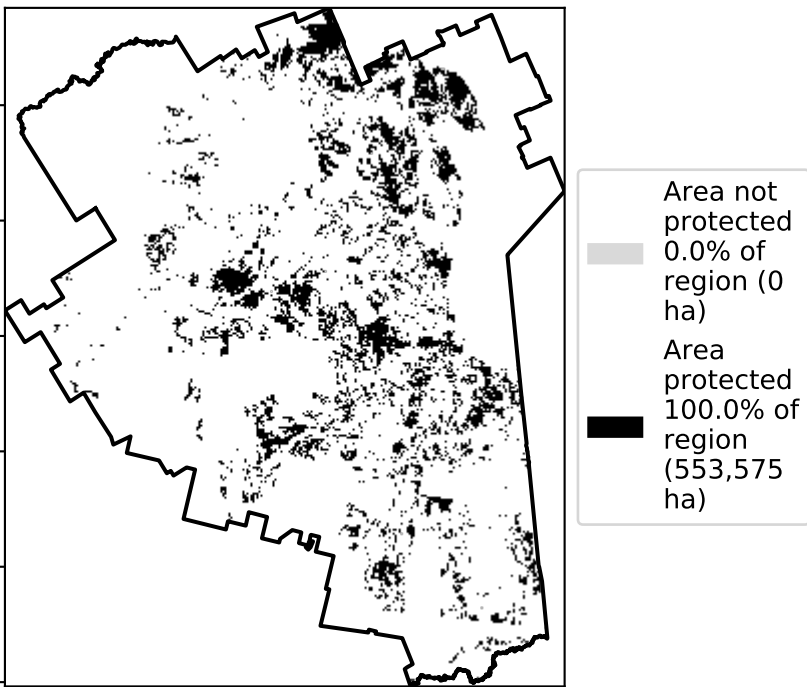 Area not
protected
0.0% of
region (0
ha)
Area
protected
100.0% of
region
(553,575
ha)